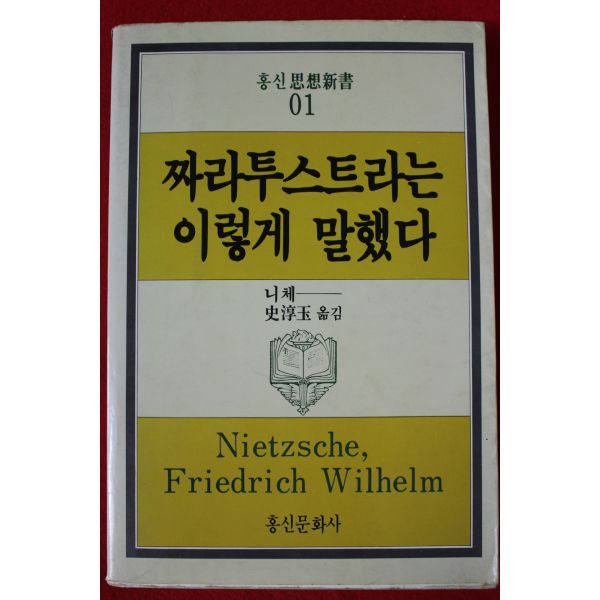 홍신 思想新書
01
짜라투스트라는
이렇게 말했다
니체
史淳玉 옮김
Nietzsche,
Friedrich Wilhelm
홍신문화사